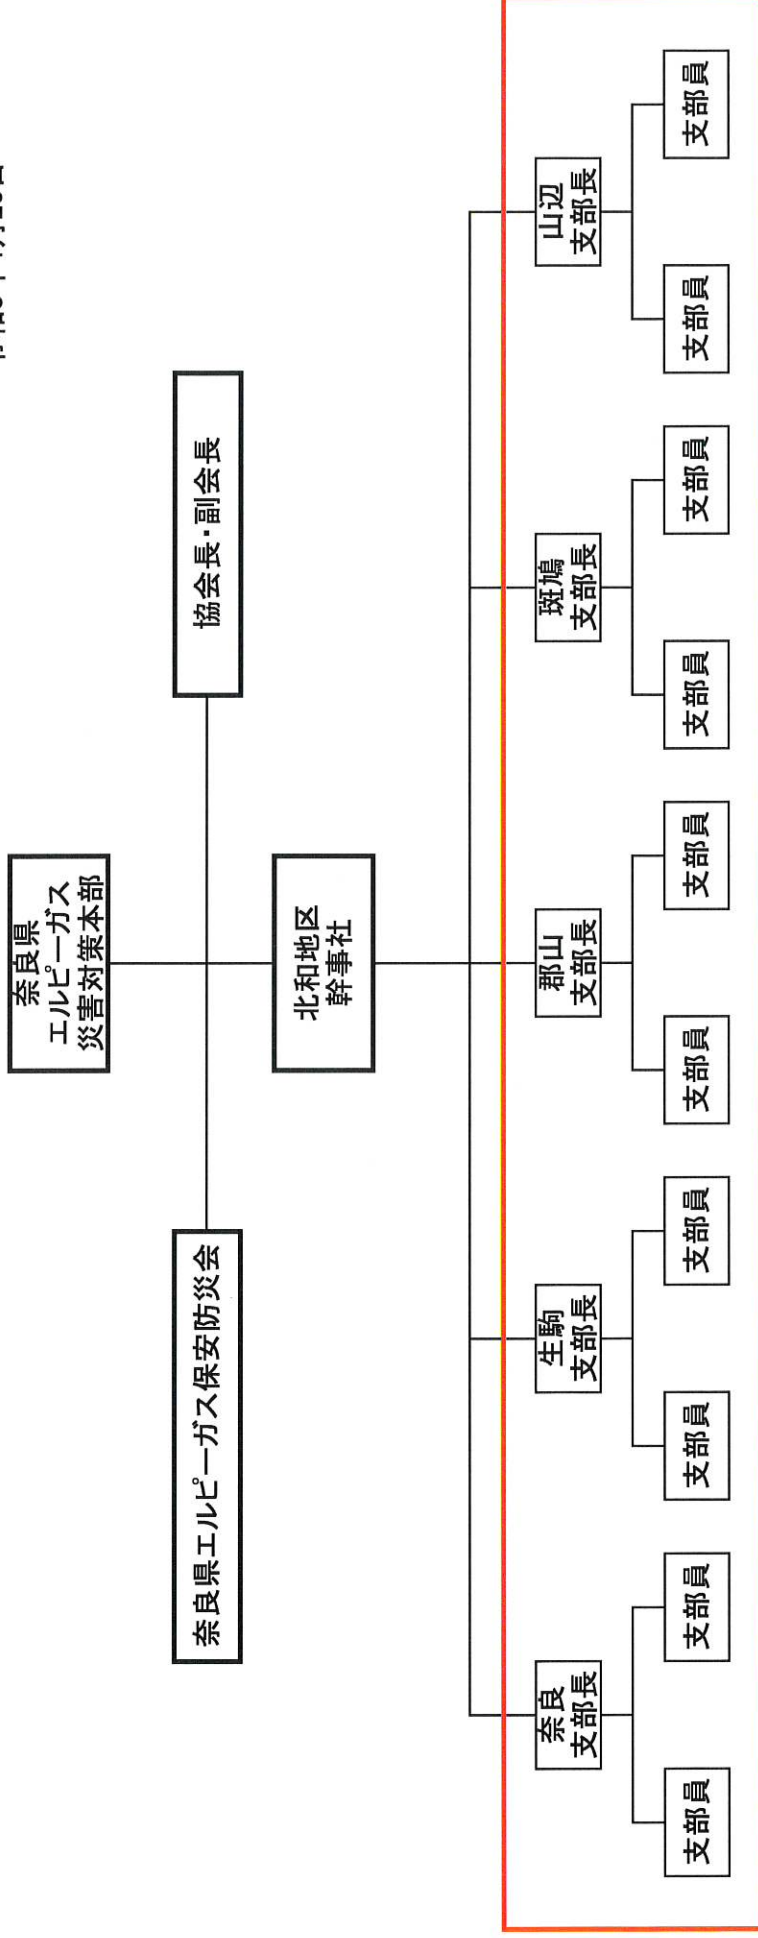 奈良県
エルピーガス
災害対策本部
奈良県エルピーガス保安防災会
協会長・副会長
北和地区
幹事社
奈良
支部長
生駒
支部長
郡山
支部長
斑鳩
支部長
山辺
支部長
支部員
支部員
支部員
支部員
支部員
支部員
支部員
支部員
支部員
支部員